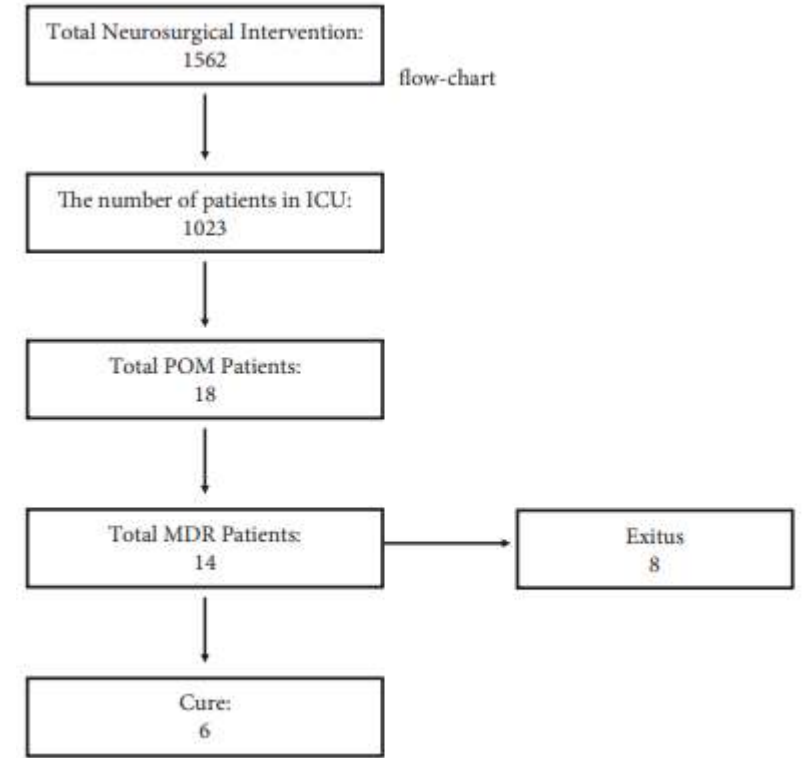 Total Neurosurgical Intervention:
1562
flow-chart
The number of patients in ICU:
1023
Total POM Patients:
18
Total MDR Patients:
14
Exitus
8
Cure:
6